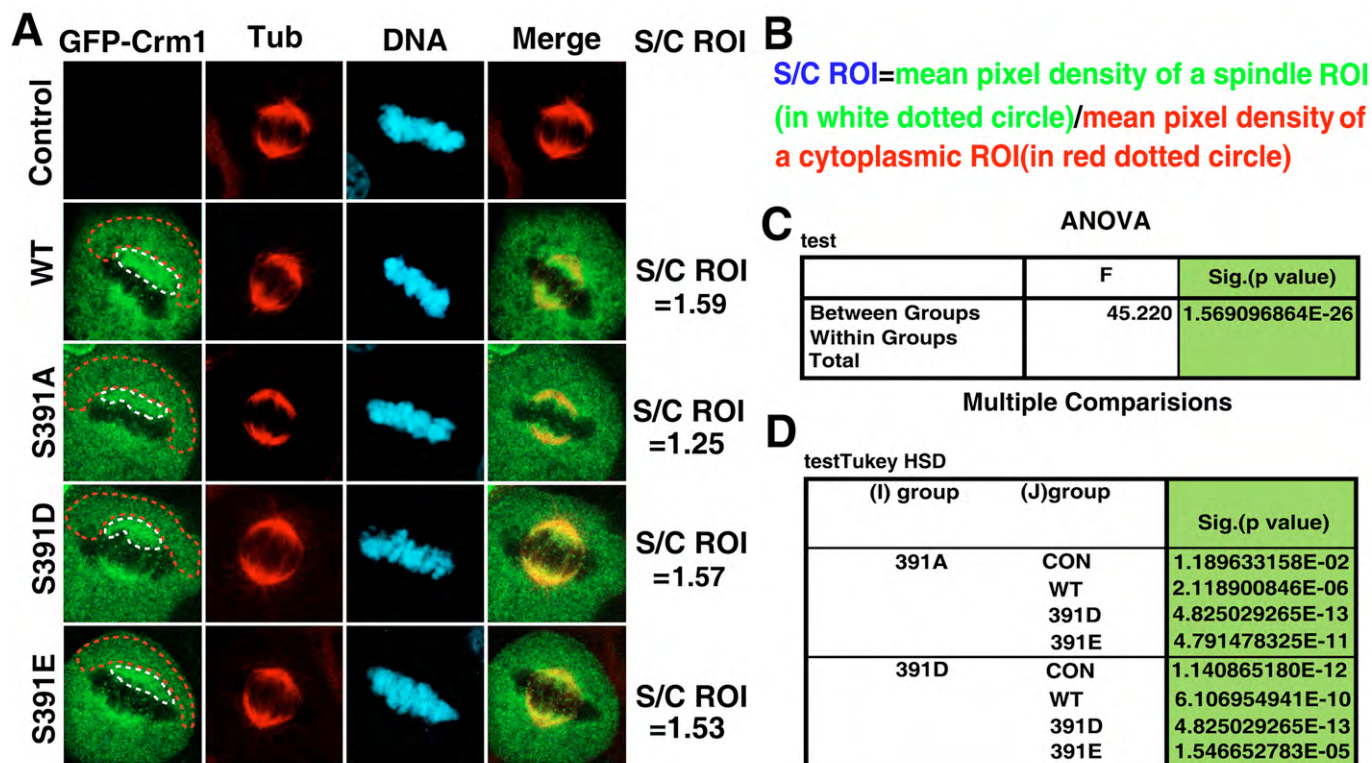 A
GFP-Crm1 Tub DNA Merge S/C ROI
Control
WT
S/C ROI
=1.59
S391A
S/C ROI
=1.25
S391D
S/C ROI
=1.57
S391E
S/C ROI
=1.53
B
S/C ROI=mean pixel density of a spindle ROI
(in white dotted circle)/mean pixel density of
a cytoplasmic ROI(in red dotted circle)
C
ANOVA
test
F Sig.(p value)
Between Groups 45.220 1.569096864E-26
Within Groups
Total
Multiple Comparisions
D
testTukey HSD
(I) group (J)group
Sig.(p value)
391A CON 1.189633158E-02
WT 2.118900846E-06
391D 4.825029265E-13
391E 4.791478325E-11
391D CON 1.140865180E-12
WT 6.106954941E-10
391D 4.825029265E-13
391E 1.546652783E-05